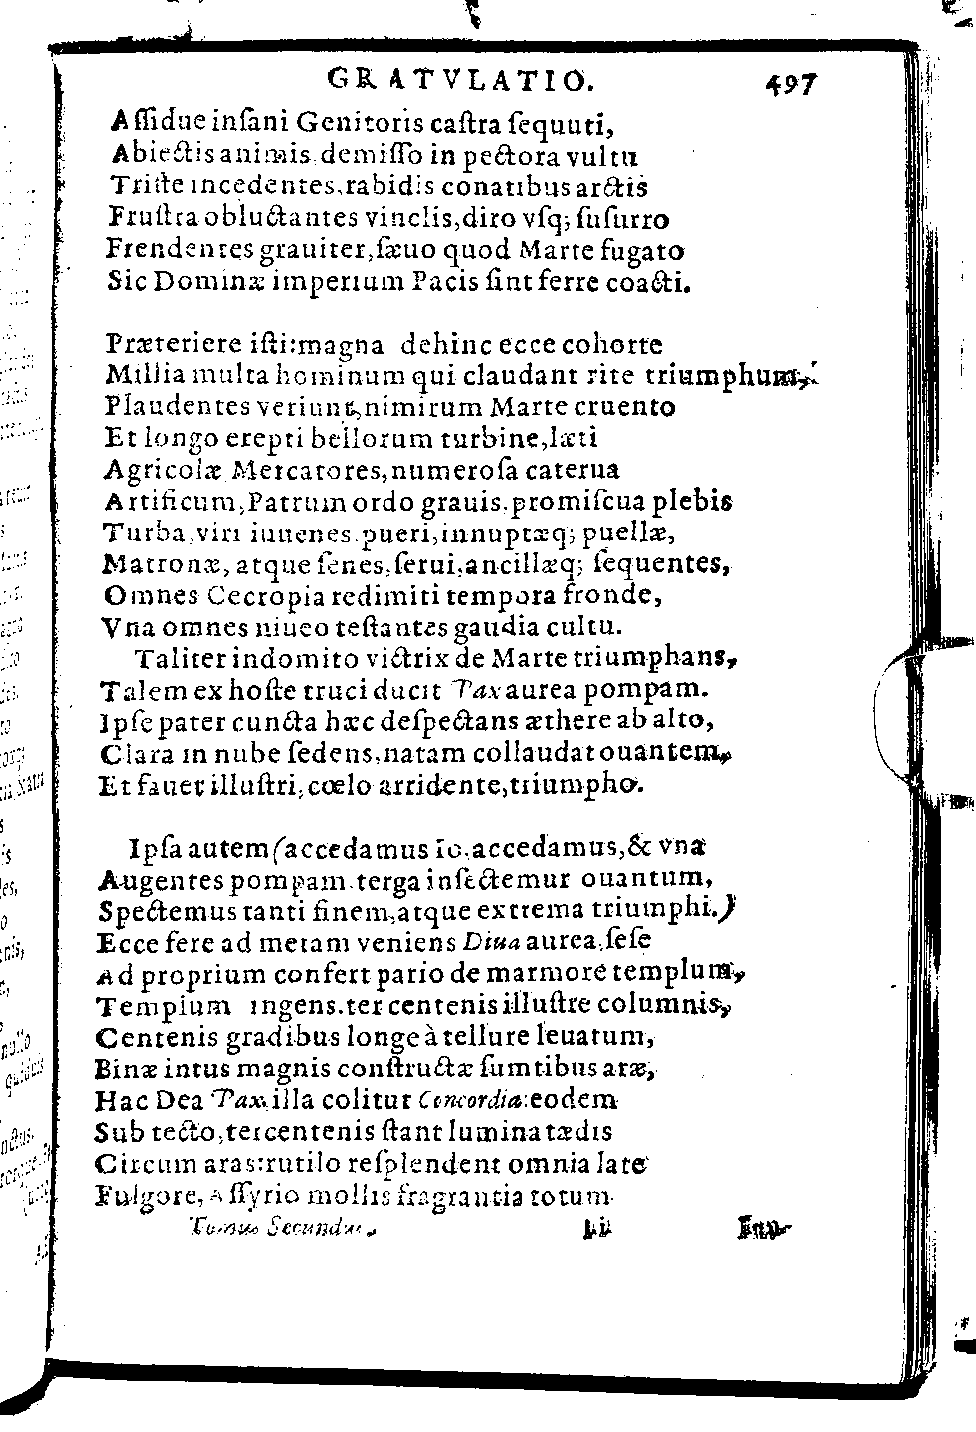 GRATVLATIO. 497
Aſſidue inſani Genitoris caſtra ſequuti,
Abiectis animis demiſſo in pectora vultu
Triſte incedentes, rabidis conatibus arctis
Fruſtra obluctantes vinclis, diro vſq; ſuſurro
Frendentes grauiter, ſæuo quod Marte fugato
Sic Dominæ imperium Pacis ſint ferre coacti.
Præteriere iſti: magna dehinc ecce cohorte
Millia multa hominum qui claudant rite triumphum,
Plaudentes veniunt, nimirum Marte cruento
Et longo erepti bellorum turbine, læti
Agricolæ Mercatores, numeroſa caterua
Artificum, Patrum ordo grauis. promiſcua plebis
Turba, viri iuuenes. pueri, innuptæq; puellæ,
Matronæ, atque ſenes, ſerui, ancillæq; ſequentes,
Omnes Cecropia redimiti tempora fronde,
Vna omnes niueo teſtantes gaudia cultu.
Taliter indomito victrix de Marte triumphans,
Talem ex hoſte truci ducit Pax aurea pompam.
Ipſe pater cuncta hæc deſpectans æthere ab alto,
Clara in nube ſedens, natam collaudat ouantem,
Et fauet illuſtri, cœlo arridente, triumpho.
Ipſa autem (accedamus Io, accedamus, & vna
Augentes pompam. terga inſectemur ouantum,
Spectemus tanti finem, atque extrema triumphi.)
Ecce fere ad metam veniens Diua aurea, ſeſe
Ad proprium confert pario de marmore templum,
Templum ingens. ter centenis illuſtre columnis,
Centenis gradibus longe à tellure leuatum,
Binæ intus magnis conſtructæ ſumtibus aræ,
Hac Dea Pax, illa colitur Concordia: eodem
Sub tecto, tercentenis ſtant lumina tædis
Circum aras: rutilo reſplendent omnia late
Fulgore, Aſſyrio mollis fragrantia totum
Tomus Secundus. Ii